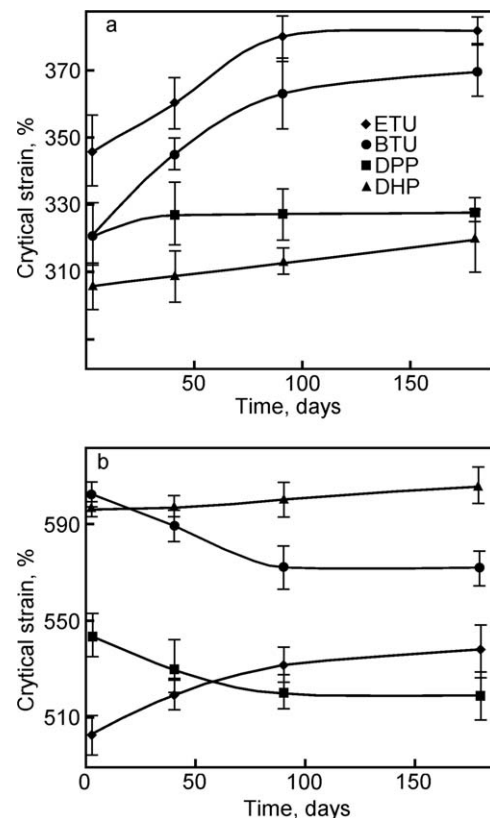 a
370
350
330
310
Crytical strain, %
ETU
BTU
DPP
DHP
50 100 150
Time, days
b
590
550
510
Crytical strain, %
0 50 100 150
Time, days